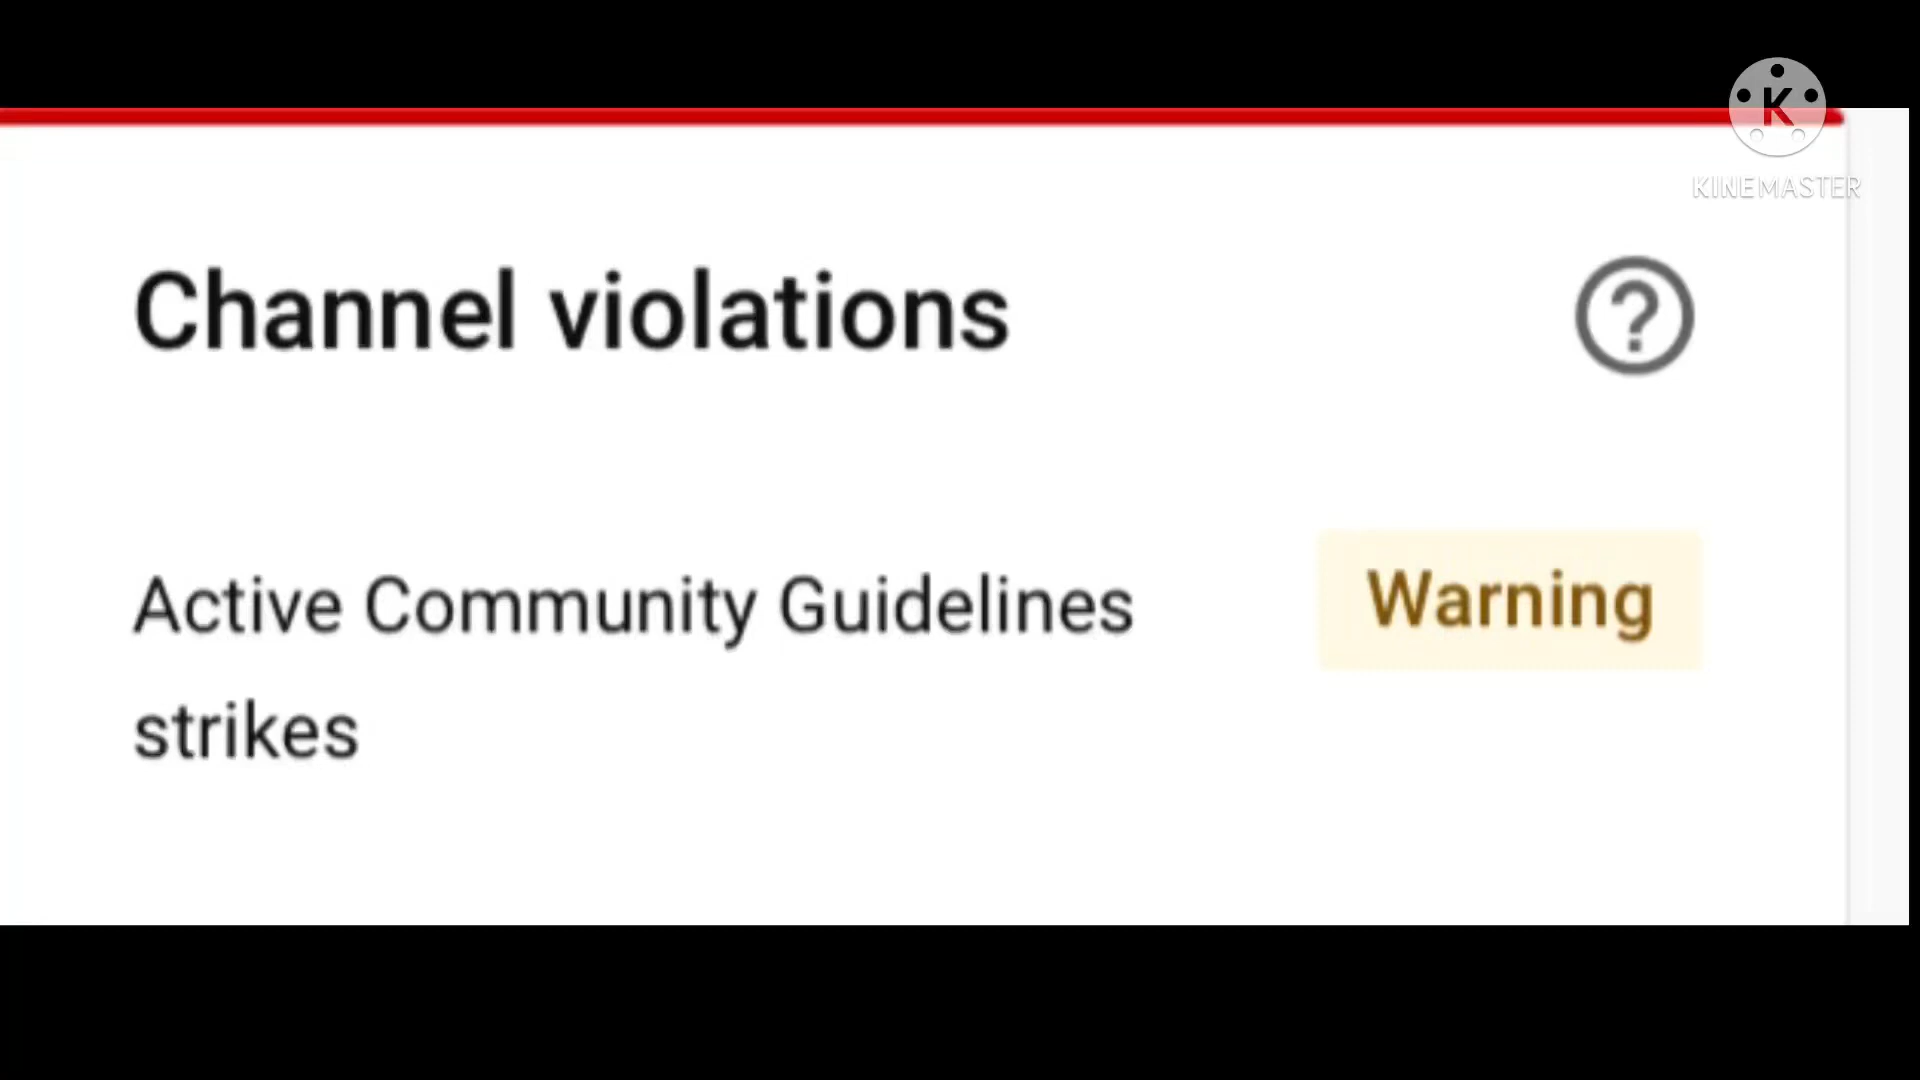 K
KINEMASTER
Channel violations
?
Active Community Guidelines
strikes
Warning